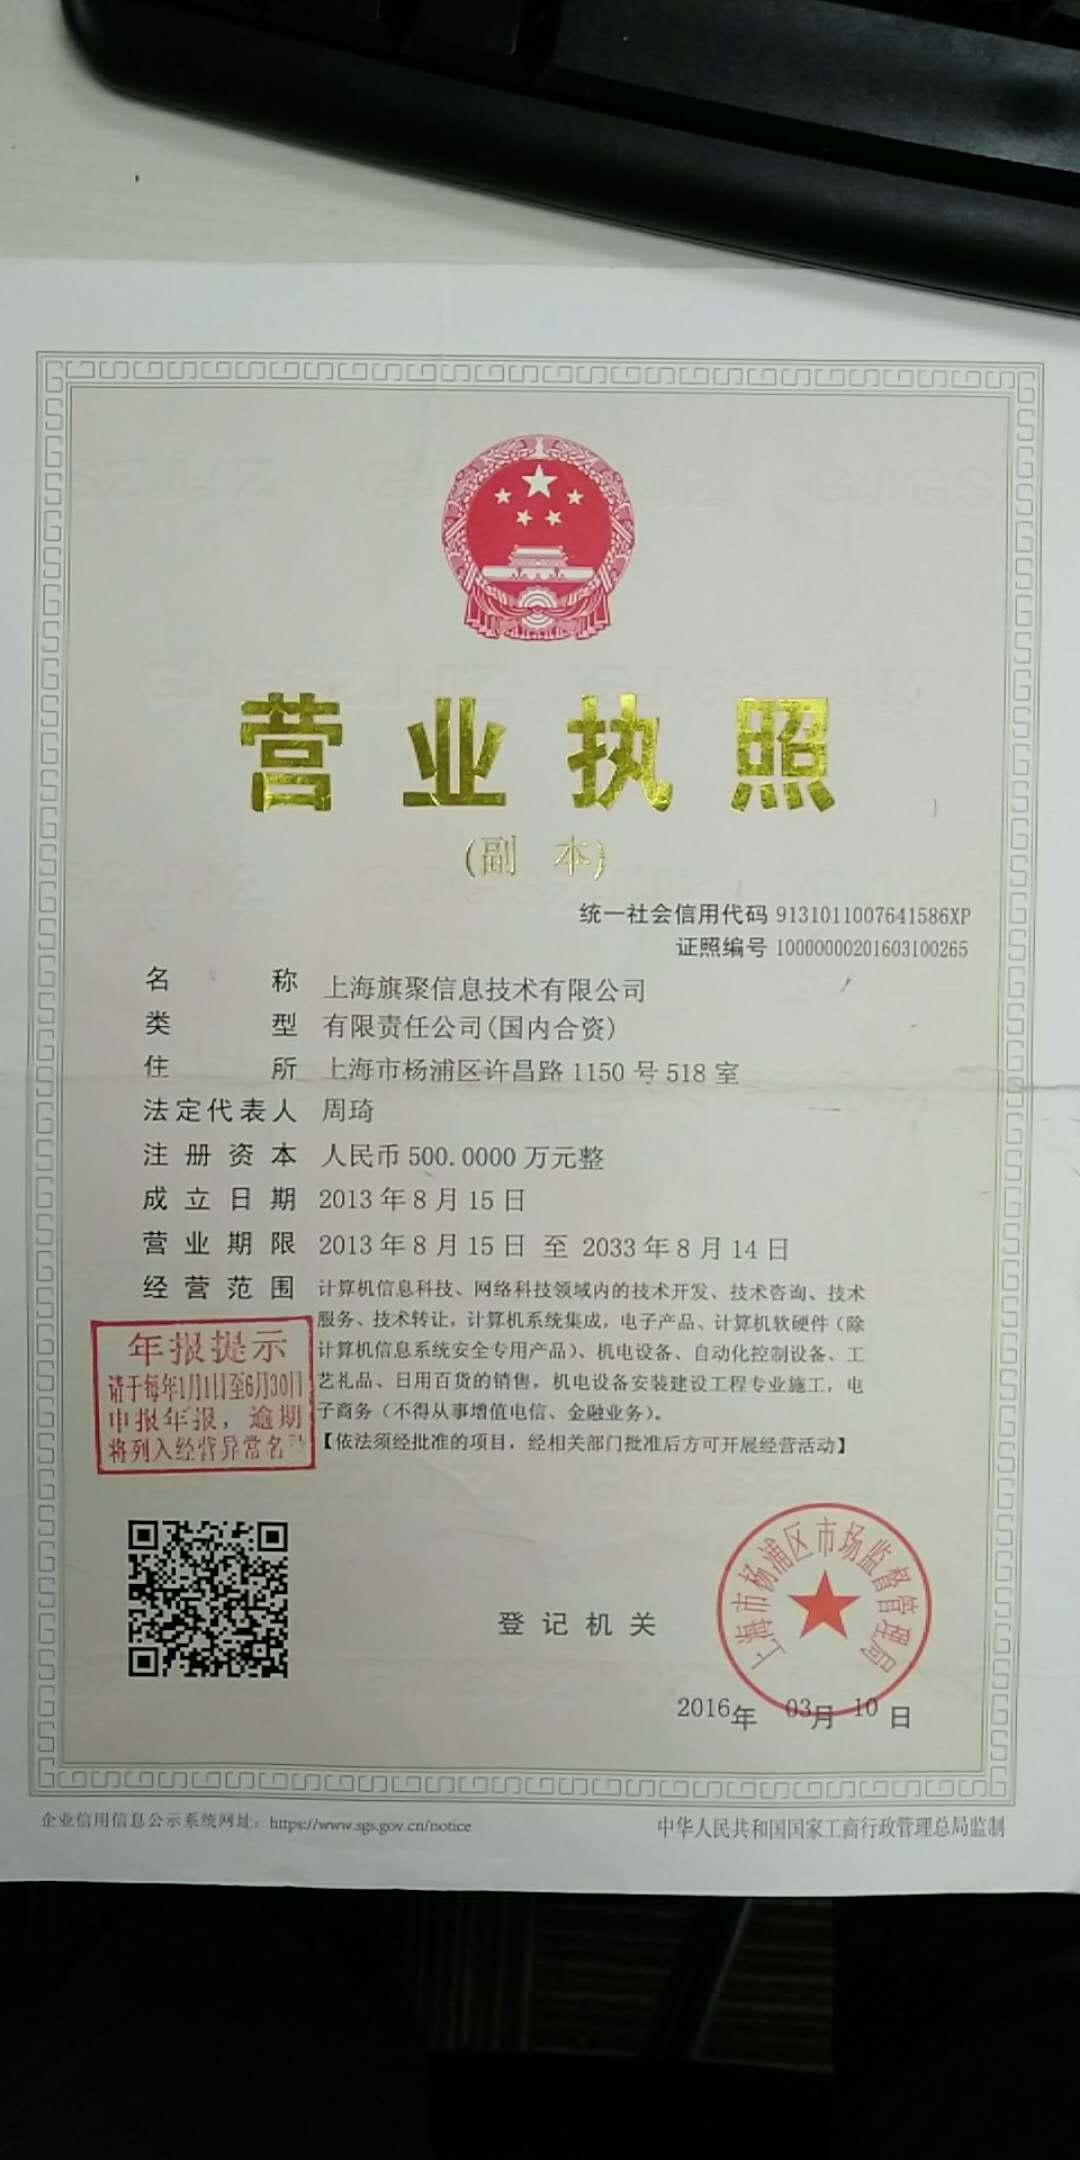 营业执照
(副 本)
统一社会信用代码 9131011007641586XP
证照编号 10000000201603100265
名 称 上海旗聚信息技术有限公司
类 型 有限责任公司(国内合资)
住 所 上海市杨浦区许昌路 1150 号 518 室
法定代表人 周琦
注册资本 人民币 500.0000 万元整
成立日期 2013 年 8 月 15 日
营业期限 2013 年 8 月 15 日 至 2033 年 8 月 14 日
经营范围 计算机信息科技、网络科技领域内的技术开发、技术咨询、技术
服务、技术转让，计算机系统集成，电子产品、计算机软硬件（除
计算机信息系统安全专用产品）、机电设备、自动化控制设备、工
艺礼品、日用百货的销售，机电设备安装建设工程专业施工，电
子商务（不得从事增值电信、金融业务）。
【依法须经批准的项目，经相关部门批准后方可开展经营活动】
年报提示
请于每年1月1日至6月30日
申报年报，逾期
将列入经营异常名
登记机关
上海市杨浦区市场监督管理局
2016年 03月 10日
企业信用信息公示系统网址：https://www.sgs.gov.cn/notice
中华人民共和国国家工商行政管理总局监制